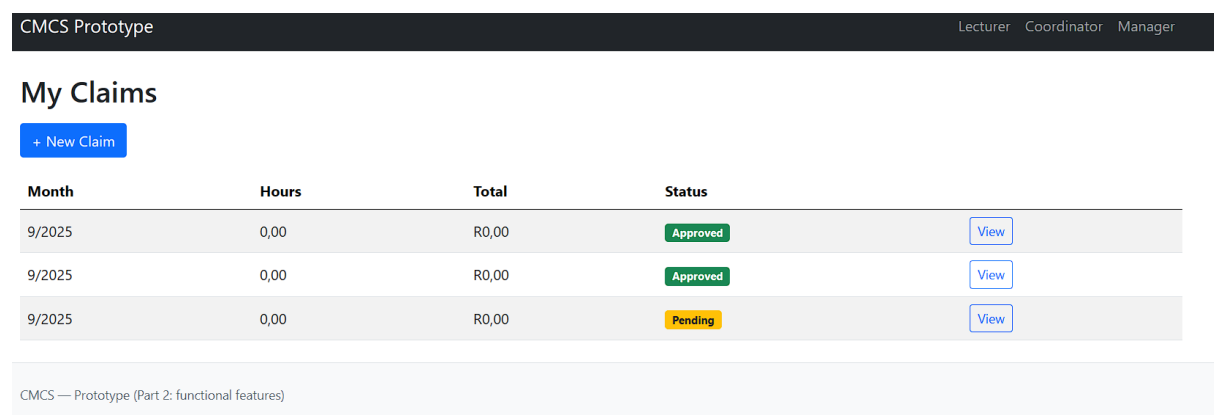 CMCS Prototype Lecturer Coordinator Manager
My Claims
+ New Claim
Month Hours Total Status
9/2025 0,00 R0,00 Approved View
9/2025 0,00 R0,00 Approved View
9/2025 0,00 R0,00 Pending View
CMCS — Prototype (Part 2: functional features)